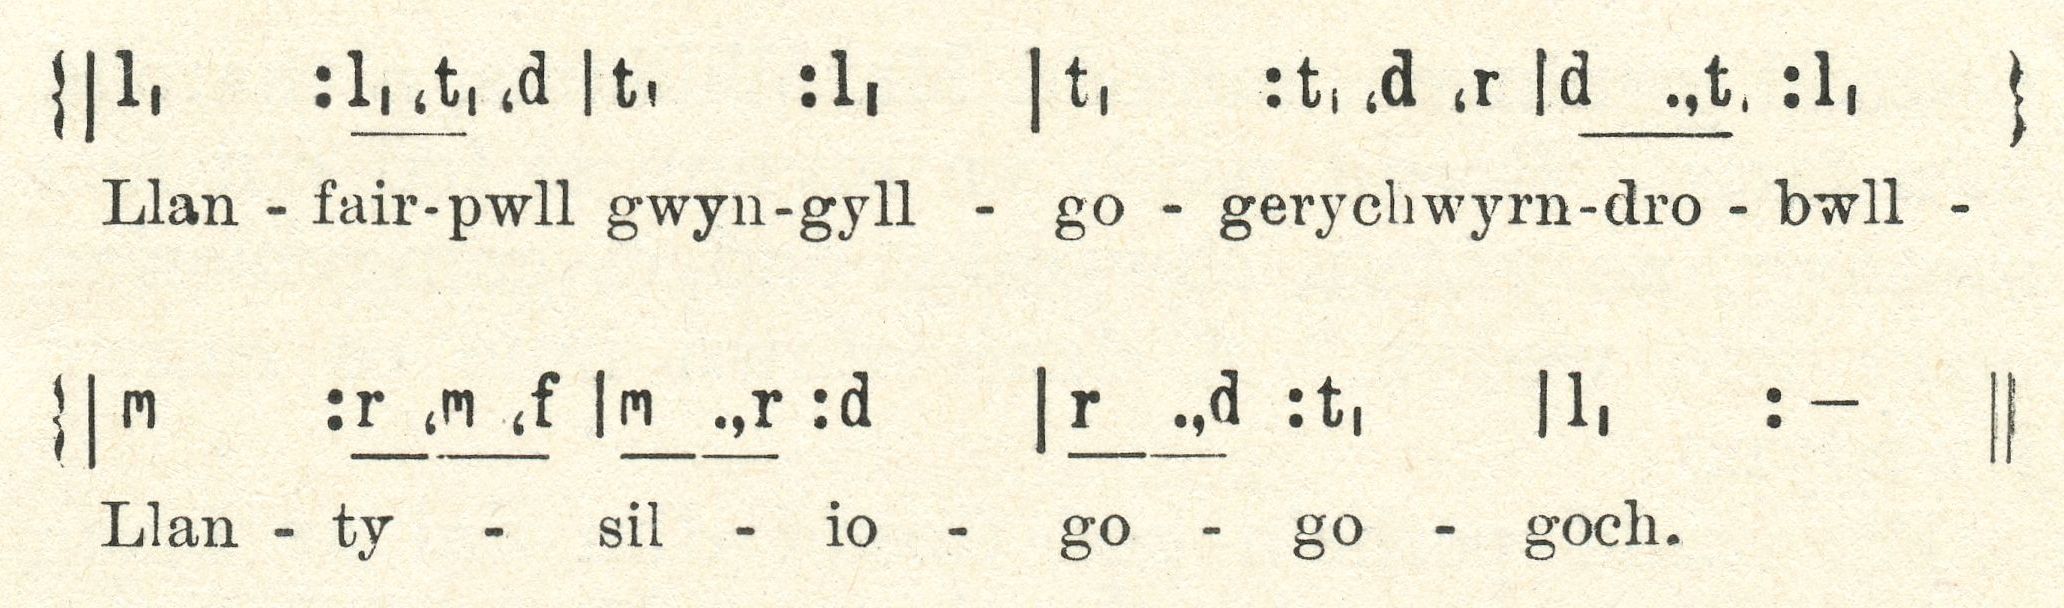 {| l₁ :l₁ ,t₁ ,d | t₁ :l₁ | t₁ :t₁ ,d ,r | d .,t₁ :l₁ }
Llan - fair-pwll gwyn-gyll - go - gerychwyrn-dro - bwll -
{| m :r ,m ,f | m .,r :d | r .,d :t₁ | l₁ : — ||
Llan - ty - sil - io - go - go - goch.